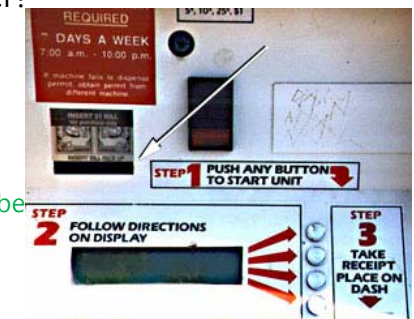 REQUIRED
DAYS A WEEK
7:00 a.m. - 10:00 p.m.
If machine fails to dispense
permit, obtain permit from
different machine.
5¢, 10¢, 25¢, $1
INSERT $1 BILL
INSERT BILL FACE UP
STEP 1 PUSH ANY BUTTON
TO START UNIT
STEP
2 FOLLOW DIRECTIONS
ON DISPLAY
STEP
3
TAKE
RECEIPT
PLACE ON
DASH
be